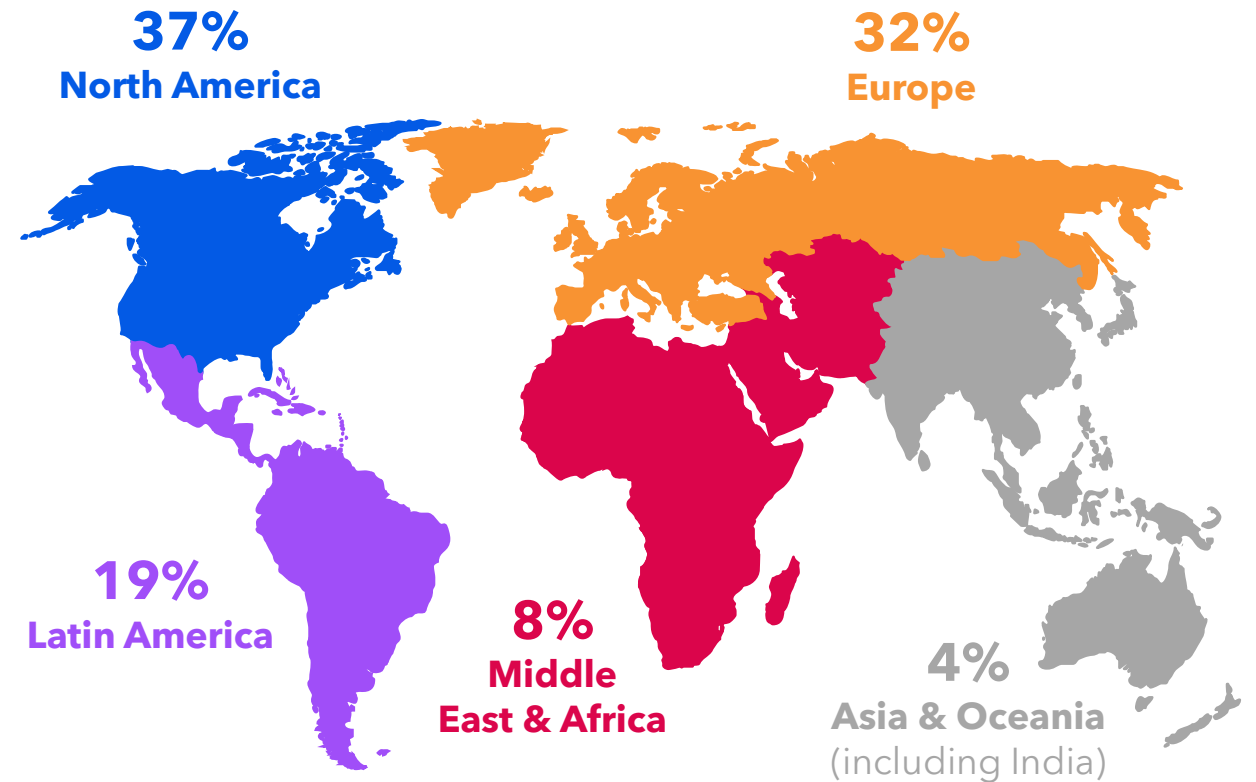 37%
North America
32%
Europe
19%
Latin America
8%
Middle
East & Africa
4%
Asia & Oceania
(including India)